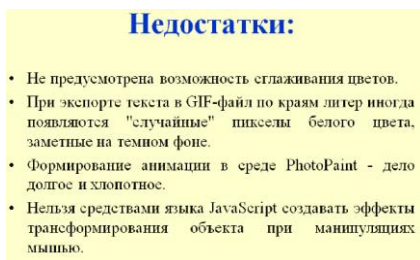 Недостатки:
• Не предусмотрена возможность сглаживания цветов.
• При экспорте текста в GIF-файл по краям литер иногда
появляются "случайные" пикселы белого цвета,
заметные на темном фоне.
• Формирование анимации в среде PhotoPaint - дело
долгое и хлопотное.
• Нельзя средствами языка JavaScript создавать эффекты
трансформирования объекта при манипуляциях
мышью.